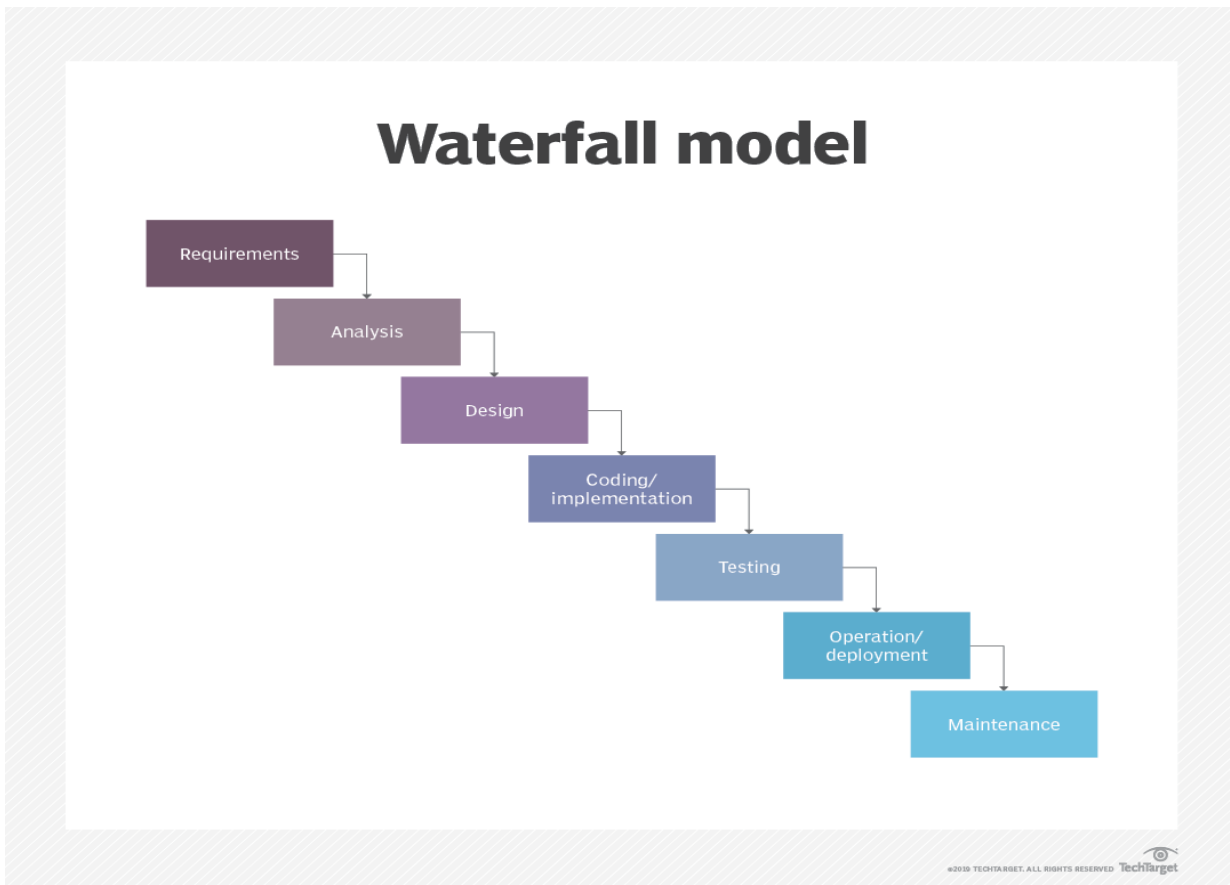 Waterfall model
Requirements
Analysis
Design
Coding/
implementation
Testing
Operation/
deployment
Maintenance
©2019 TECHTARGET. ALL RIGHTS RESERVED TechTarget